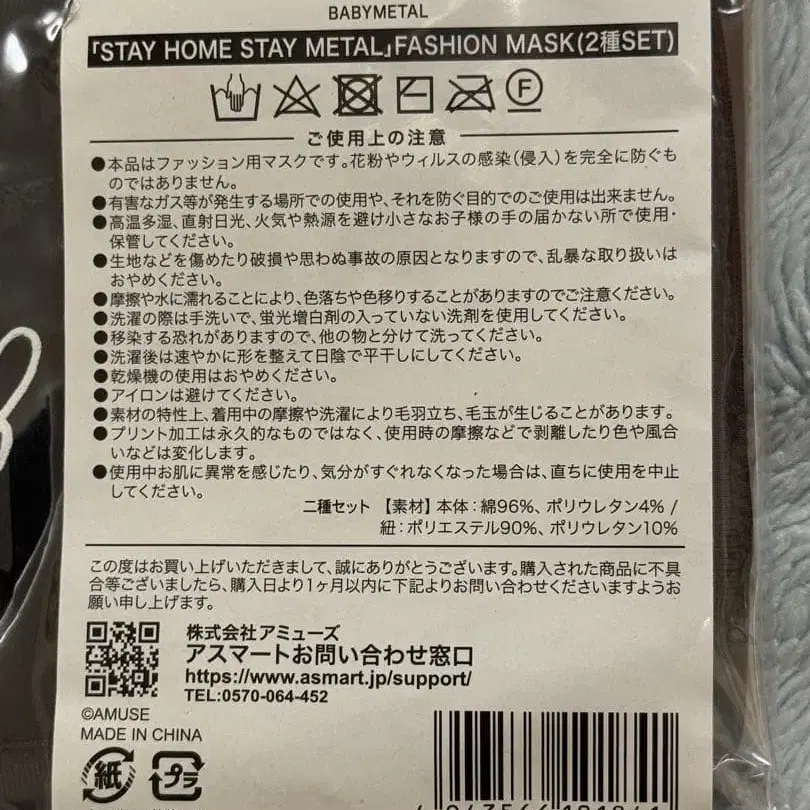 BABYMETAL
「STAY HOME STAY METAL」FASHION MASK(2種SET)
F
ご使用上の注意
●本品はファッション用マスクです。花粉やウィルスの感染(侵入)を完全に防ぐも
のではありません。
●有害なガス等が発生する場所での使用や、それを防ぐ目的でのご使用は出来ません。
●高温多湿、直射日光、火気や熱源を避け小さなお子様の手の届かない所で使用・
保管してください。
●生地などを傷めたり破損や思わぬ事故の原因となりますので、乱暴な取り扱いは
おやめください。
●摩擦や水に濡れることにより、色落ちや色移りすることがありますのでご注意ください。
●洗濯の際は手洗いで、蛍光増白剤の入っていない洗剤を使用してください。
●移染する恐れがありますので、他の物と分けて洗ってください。
●洗濯後は速やかに形を整えて日陰で平干しにしてください。
●乾燥機の使用はおやめください。
●アイロンは避けてください。
●素材の特性上、着用中の摩擦や洗濯により毛羽立ち、毛玉が生じることがあります。
●プリント加工は永久的なものではなく、使用時の摩擦などで剥離したり色や風合
いなどは変化します。
●使用中お肌に異常を感じたり、気分がすぐれなくなった場合は、直ちに使用を中止
してください。
二種セット 【素材】本体：綿96%、ポリウレタン4% /
紐：ポリエステル90%、ポリウレタン10%
この度はお買い上げいただきまして、誠にありがとうございます。購入された商品に不具
合等ございましたら、購入日より1ヶ月以内に下記よりお問い合わせくださいますようお
願い申し上げます。
株式会社アミューズ
アスマートお問い合わせ窓口
https://www.asmart.jp/support/
TEL:0570-064-452
©AMUSE
MADE IN CHINA
紙 プラ